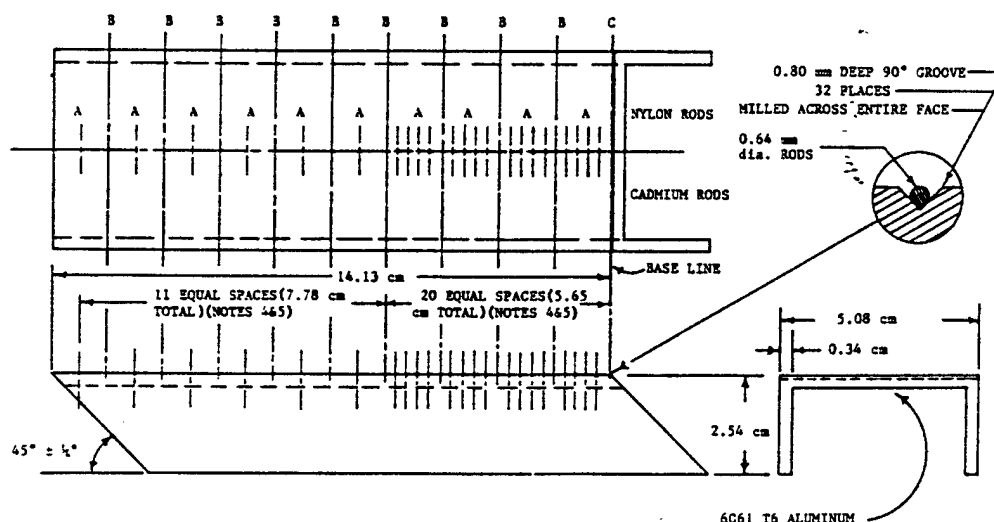 B B B B B B B B B C
0.80 mm DEEP 90° GROOVE
32 PLACES
MILLED ACROSS ENTIRE FACE
A A A A A A A A A A
NYLON RODS
0.64 mm
dia. RODS
CADMIUM RODS
BASE LINE
14.13 cm
11 EQUAL SPACES(7.78 cm
TOTAL)(NOTES 4&5)
20 EQUAL SPACES(5.65
cm TOTAL)(NOTES 4&5)
5.08 cm
0.34 cm
2.54 cm
45° ± ½°
6C61 T6 ALUMINUM